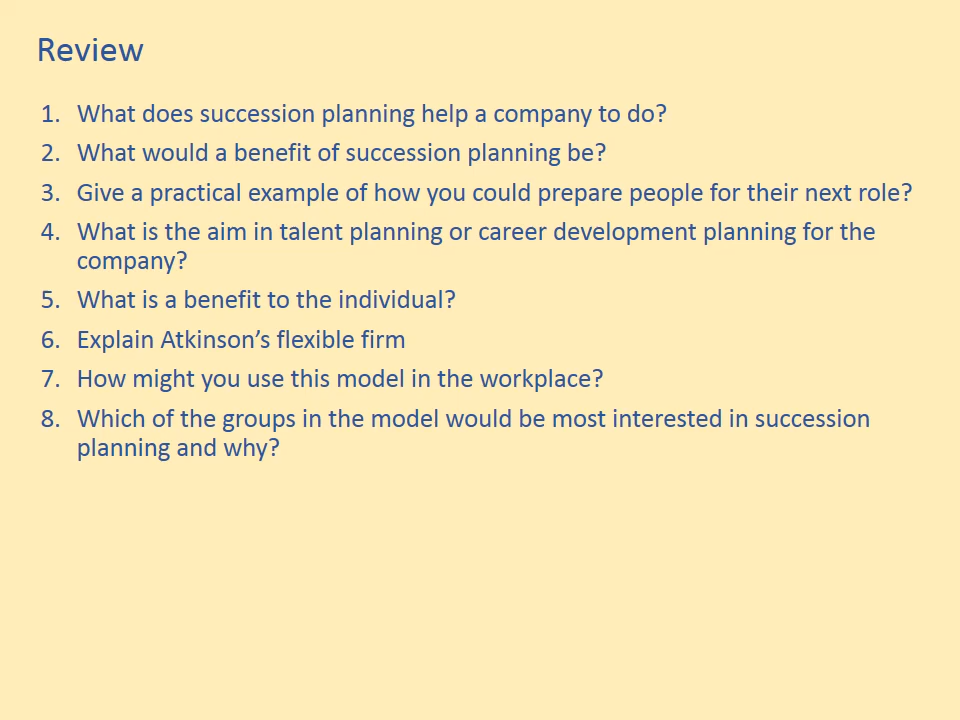 Review
1. What does succession planning help a company to do?
2. What would a benefit of succession planning be?
3. Give a practical example of how you could prepare people for their next role?
4. What is the aim in talent planning or career development planning for the
company?
5. What is a benefit to the individual?
6. Explain Atkinson’s flexible firm
7. How might you use this model in the workplace?
8. Which of the groups in the model would be most interested in succession
planning and why?